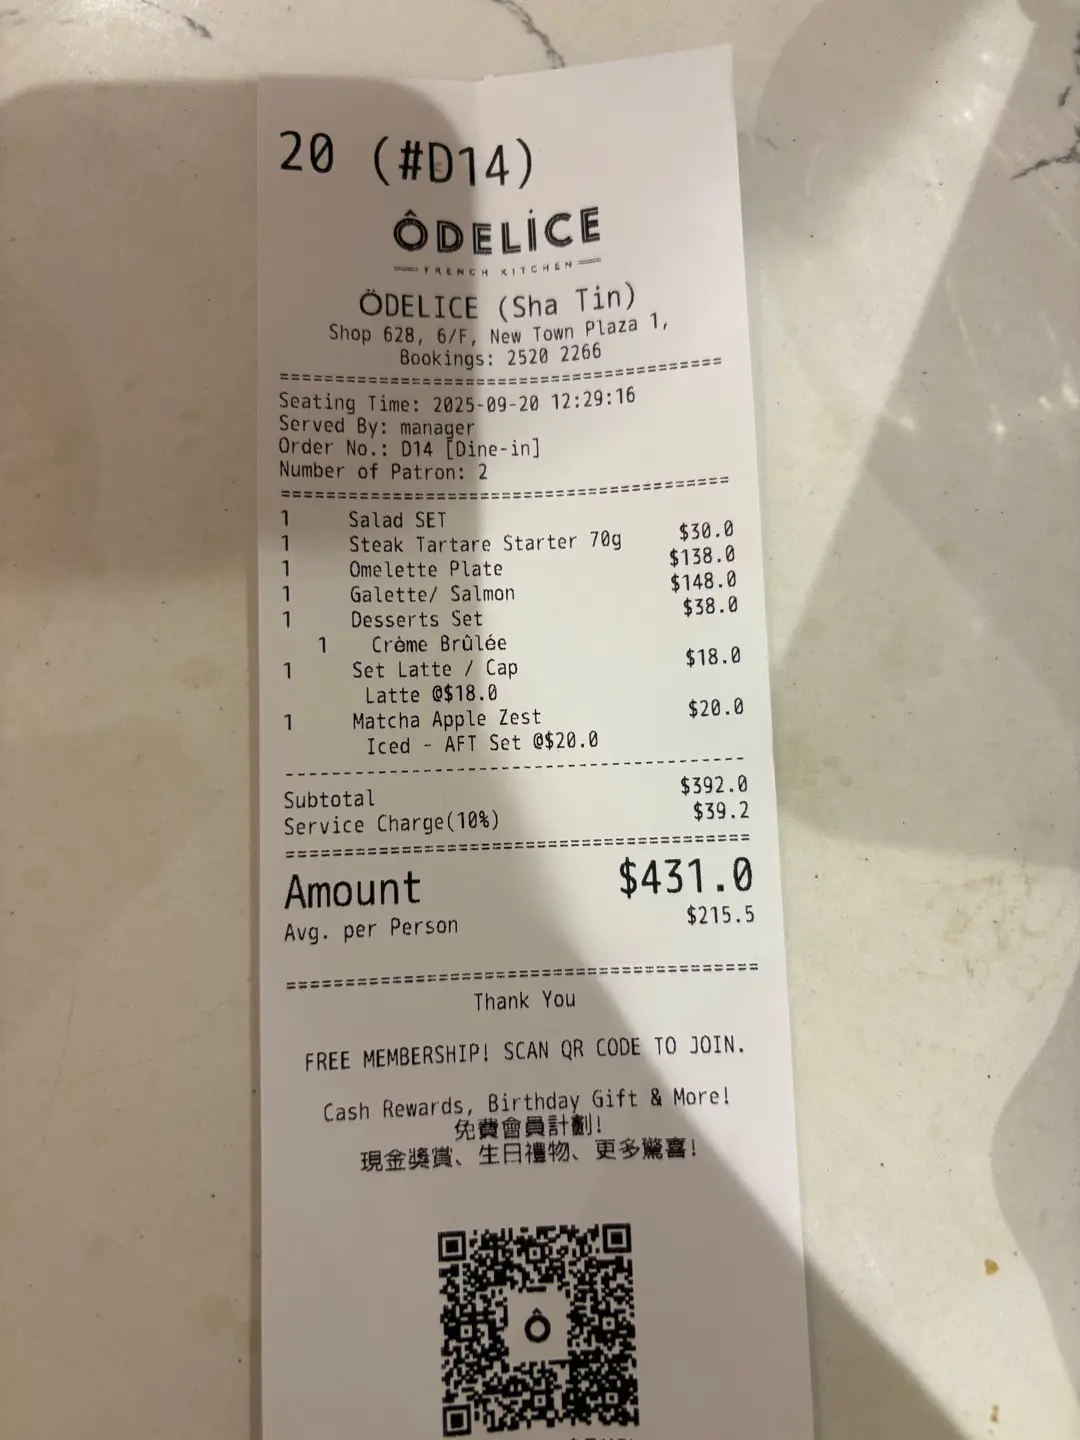 20 (#D14)
ÔDELİCE
FRENCH KITCHEN
ÖDELICE (Sha Tin)
Shop 628, 6/F, New Town Plaza 1,
Bookings: 2520 2266
==========================================
Seating Time: 2025-09-20 12:29:16
Served By: manager
Order No.: D14 [Dine-in]
Number of Patron: 2
==========================================
1 Salad SET
1 Steak Tartare Starter 70g $30.0
1 Omelette Plate $138.0
1 Galette/ Salmon $148.0
1 Desserts Set $38.0
1 Crème Brûlée
1 Set Latte / Cap $18.0
Latte @$18.0
1 Matcha Apple Zest $20.0
Iced - AFT Set @$20.0
------------------------------------------
Subtotal $392.0
Service Charge(10%) $39.2
==========================================
Amount $431.0
Avg. per Person $215.5
==========================================
Thank You
FREE MEMBERSHIP! SCAN QR CODE TO JOIN.
Cash Rewards, Birthday Gift & More!
免費會員計劃!
現金獎賞、生日禮物、更多驚喜!
Ô